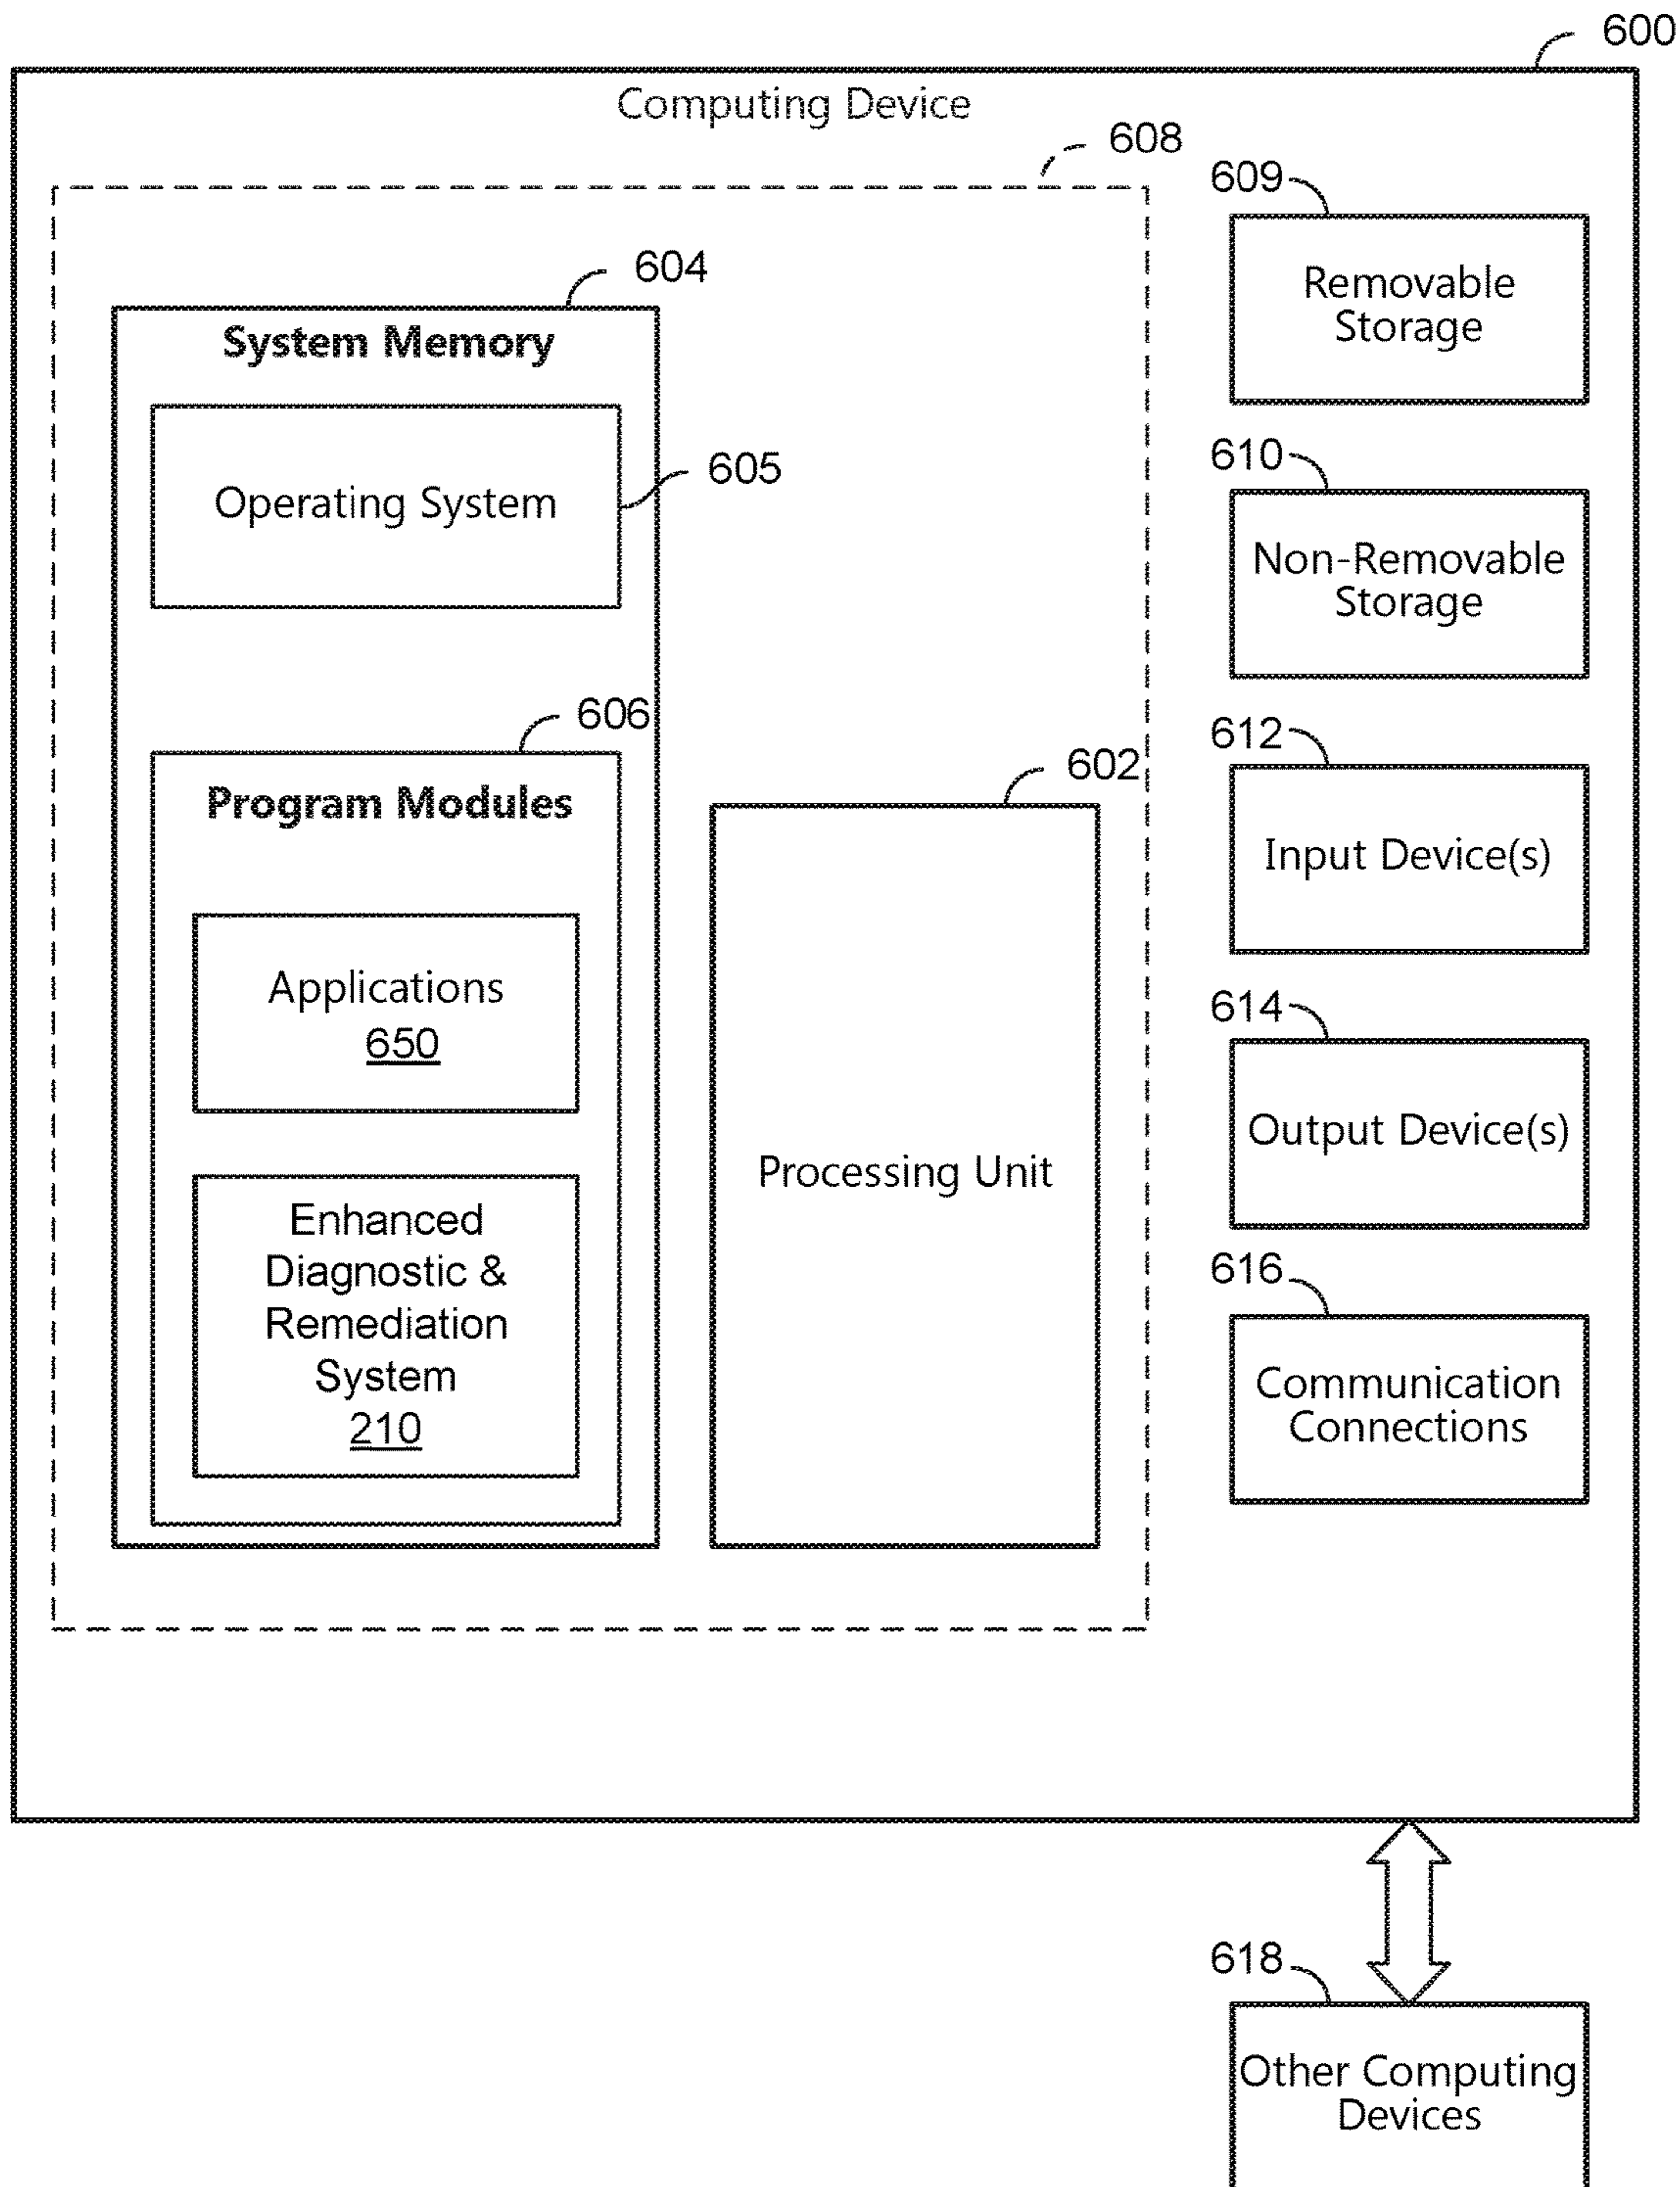 600
Computing Device
608
604
System Memory
Operating System
605
606
Program Modules
Applications
650
Enhanced
Diagnostic &
Remediation
System
210
602
Processing Unit
609
Removable
Storage
610
Non-Removable
Storage
612
Input Device(s)
614
Output Device(s)
616
Communication
Connections
618
Other Computing
Devices